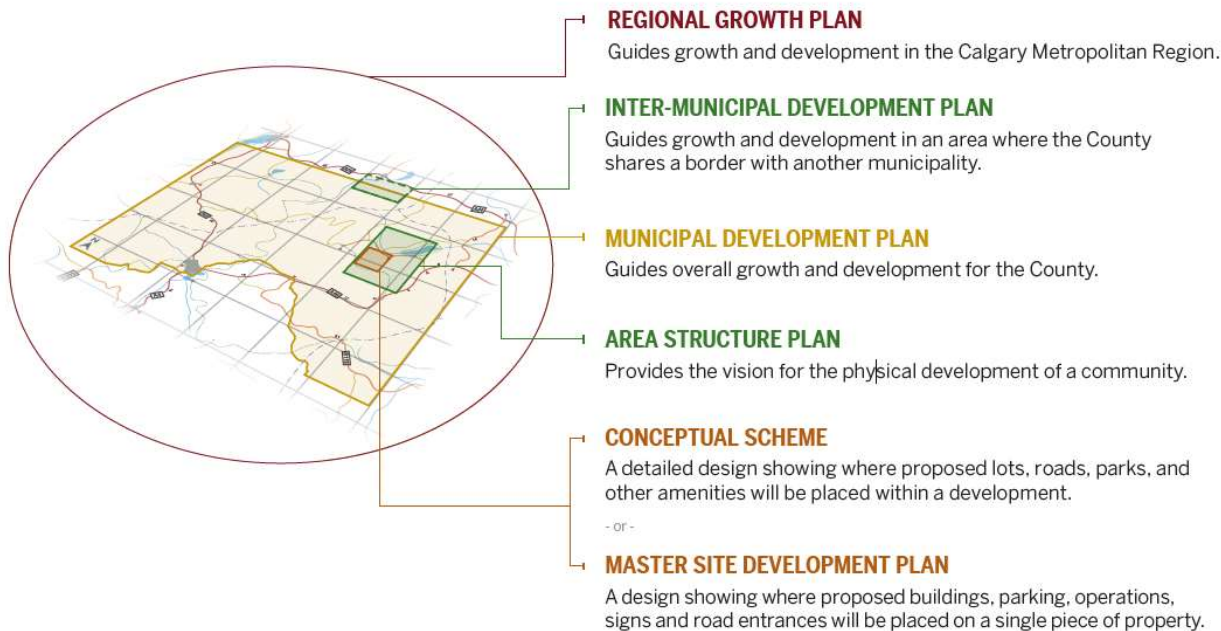 REGIONAL GROWTH PLAN
Guides growth and development in the Calgary Metropolitan Region.
INTER-MUNICIPAL DEVELOPMENT PLAN
Guides growth and development in an area where the County
shares a border with another municipality.
MUNICIPAL DEVELOPMENT PLAN
Guides overall growth and development for the County.
AREA STRUCTURE PLAN
Provides the vision for the physical development of a community.
CONCEPTUAL SCHEME
A detailed design showing where proposed lots, roads, parks, and
other amenities will be placed within a development.
- or -
MASTER SITE DEVELOPMENT PLAN
A design showing where proposed buildings, parking, operations,
signs and road entrances will be placed on a single piece of property.